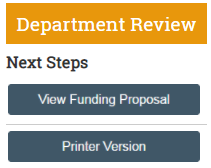 Department Review
Next Steps
View Funding Proposal
Printer Version